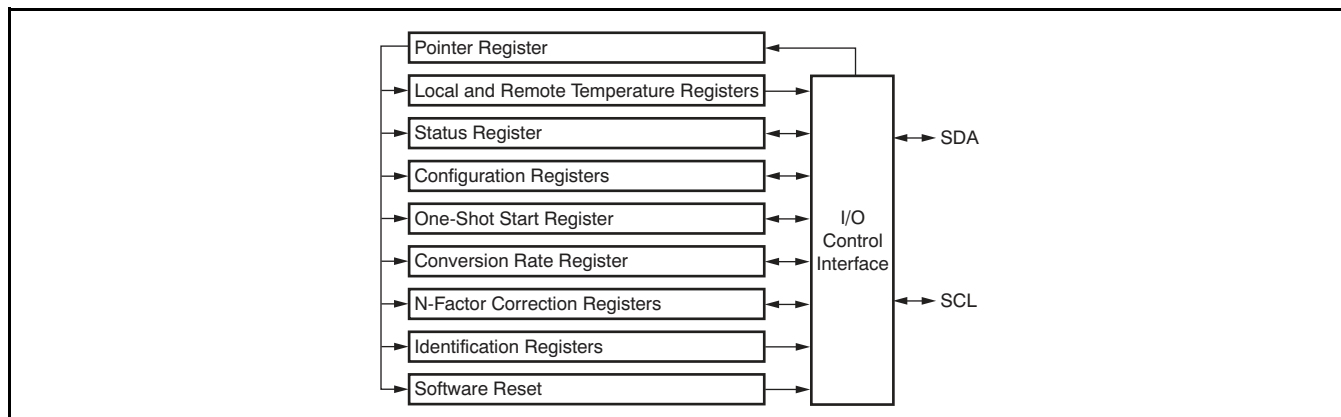 Pointer Register
Local and Remote Temperature Registers
Status Register
Configuration Registers
One-Shot Start Register
Conversion Rate Register
N-Factor Correction Registers
Identification Registers
Software Reset
I/O
Control
Interface
SDA
SCL